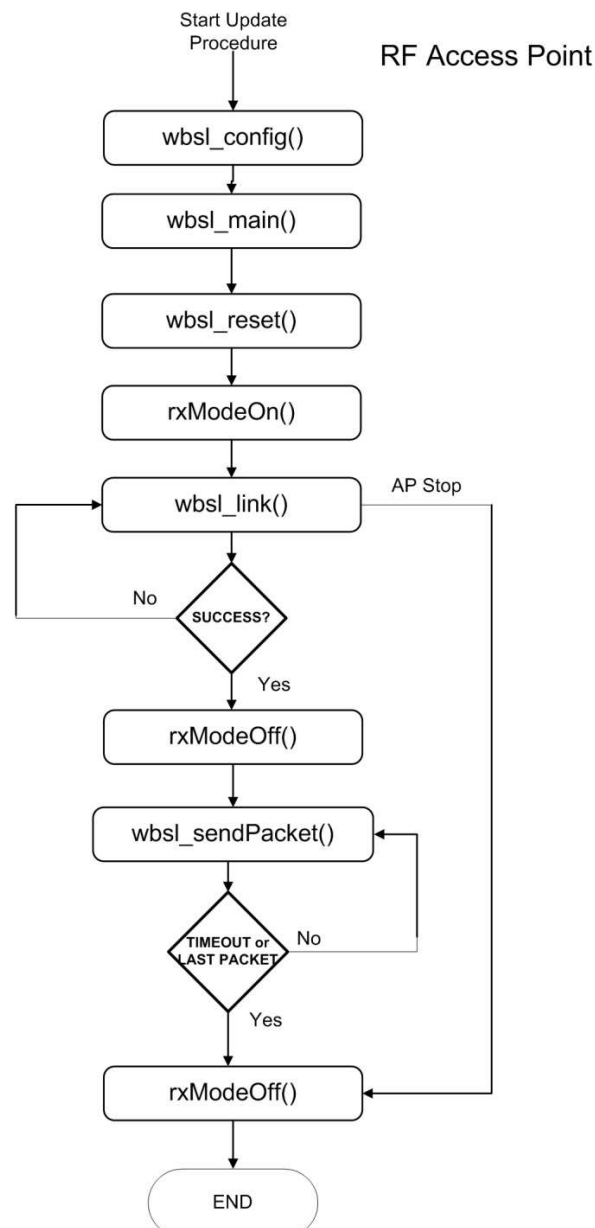 Start Update
Procedure
RF Access Point
wbsl_config()
wbsl_main()
wbsl_reset()
rxModeOn()
wbsl_link()
AP Stop
No
SUCCESS?
Yes
rxModeOff()
wbsl_sendPacket()
TIMEOUT or
LAST PACKET
No
Yes
rxModeOff()
END